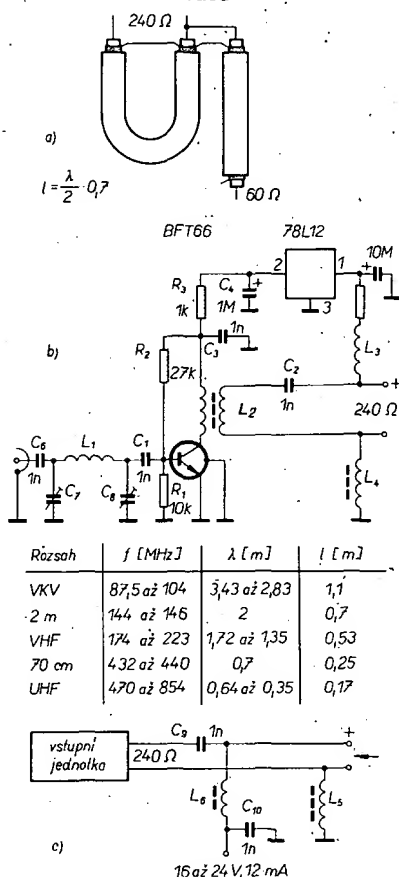 240 Ω
a)
l = λ/2 · 0,7
60 Ω
BFT66
78L12
2
1
3
10M
R3
1k
C4
1M
C3
1n
R2
27k
L3
b)
C2
1n
L2
240 Ω
C6
1n
L1
C1
1n
C7
C8
R1
10k
L4
Rozsah f [MHz] λ [m] l [m]
VKV 87,5 až 104 3,43 až 2,83 1,1
2 m 144 až 146 2 0,7
VHF 174 až 223 1,72 až 1,35 0,53
70 cm 432 až 440 0,7 0,25
UHF 470 až 854 0,64 až 0,35 0,17
vstupní
jednotka
240 Ω
C9
1n
L6
L5
C10
1n
c)
16 až 24 V, 12 mA